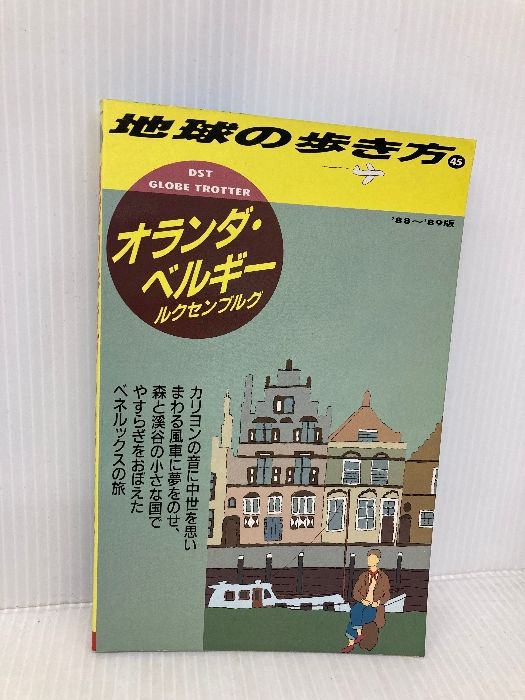 地球の歩き方 45
DST
GLOBE TROTTER
'88〜'89版
オランダ・
ベルギー
ルクセンブルグ
カリヨンの音に中世を思い
まわる風車に夢をのせ、
森と渓谷の小さな国で
やすらぎをおぼえた
ベネルックスの旅